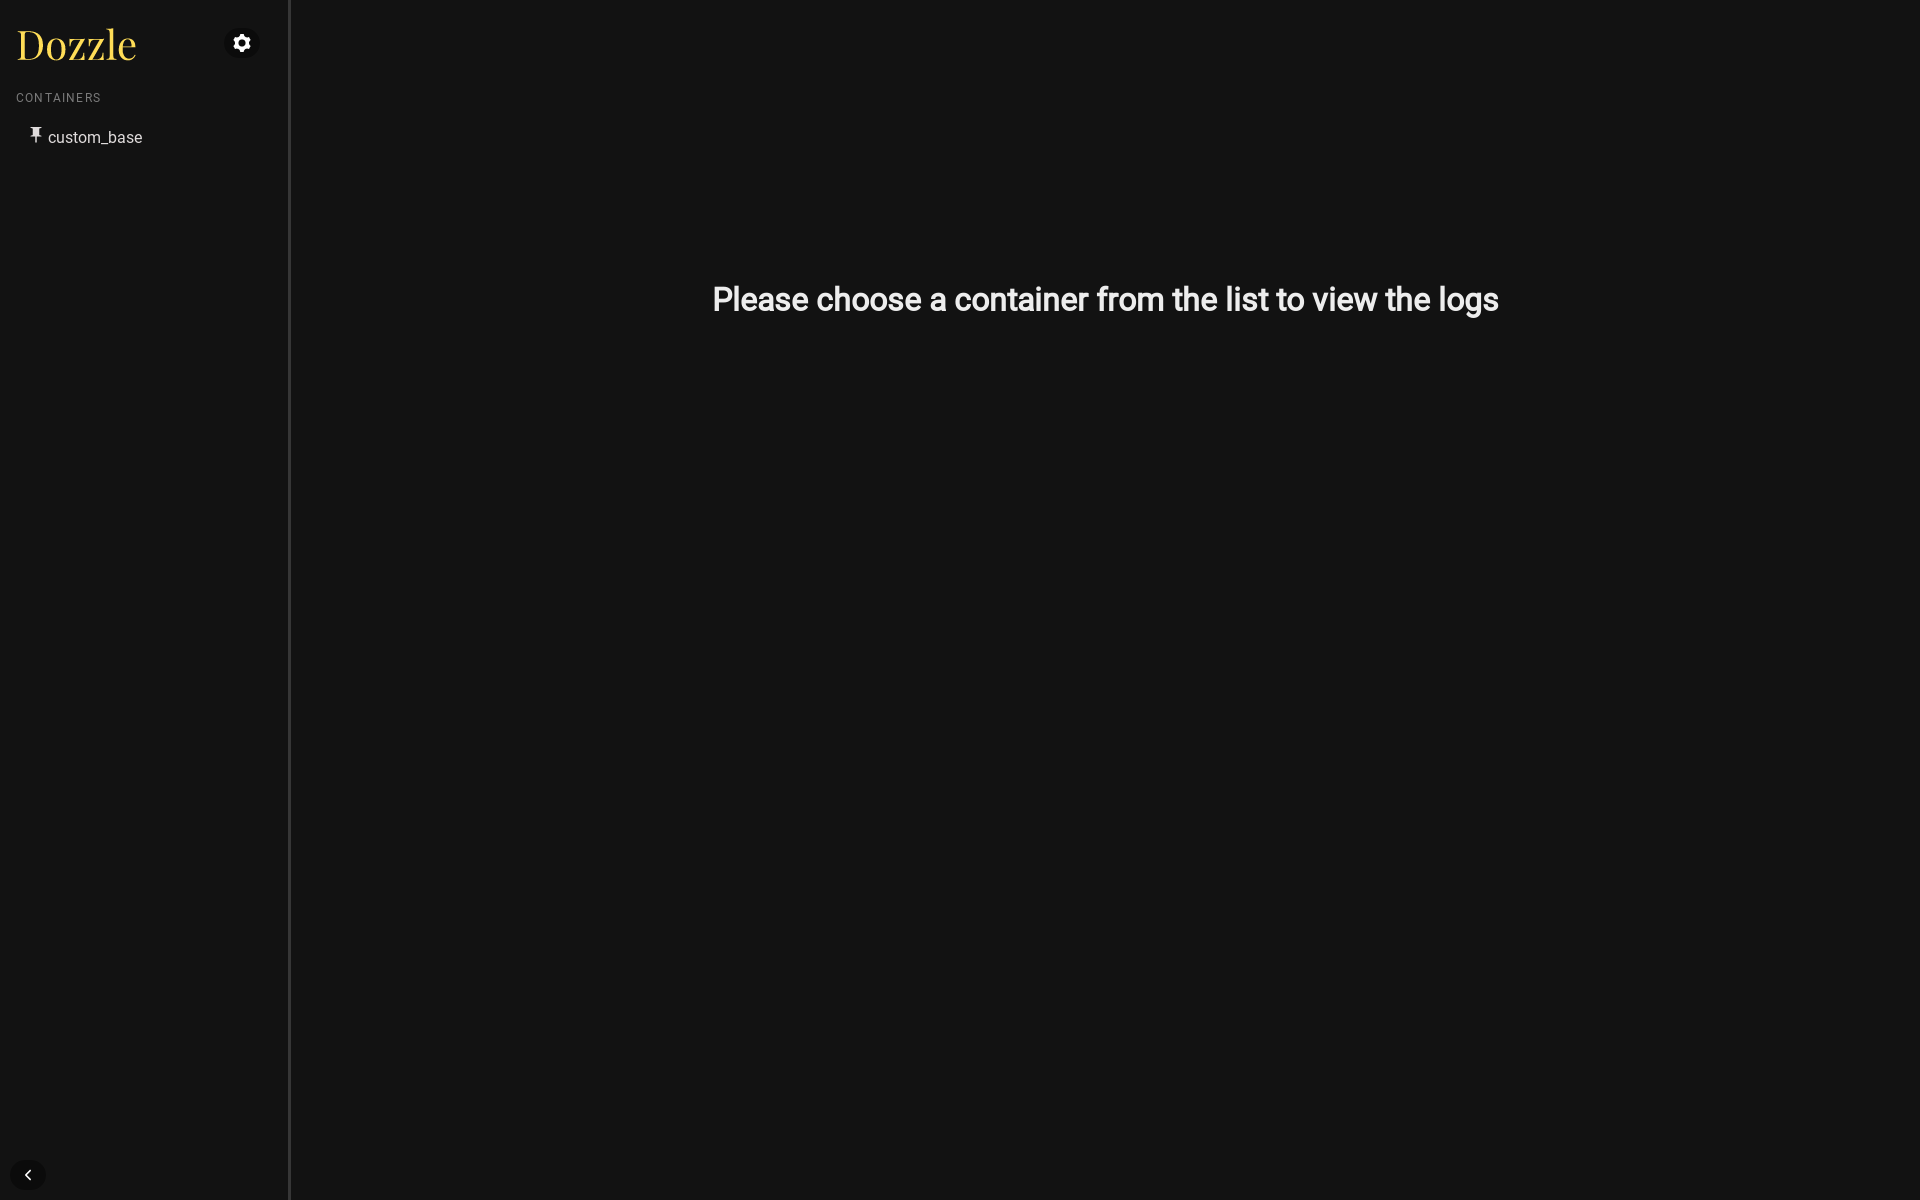 Dozzle
CONTAINERS
custom_base
Please choose a container from the list to view the logs